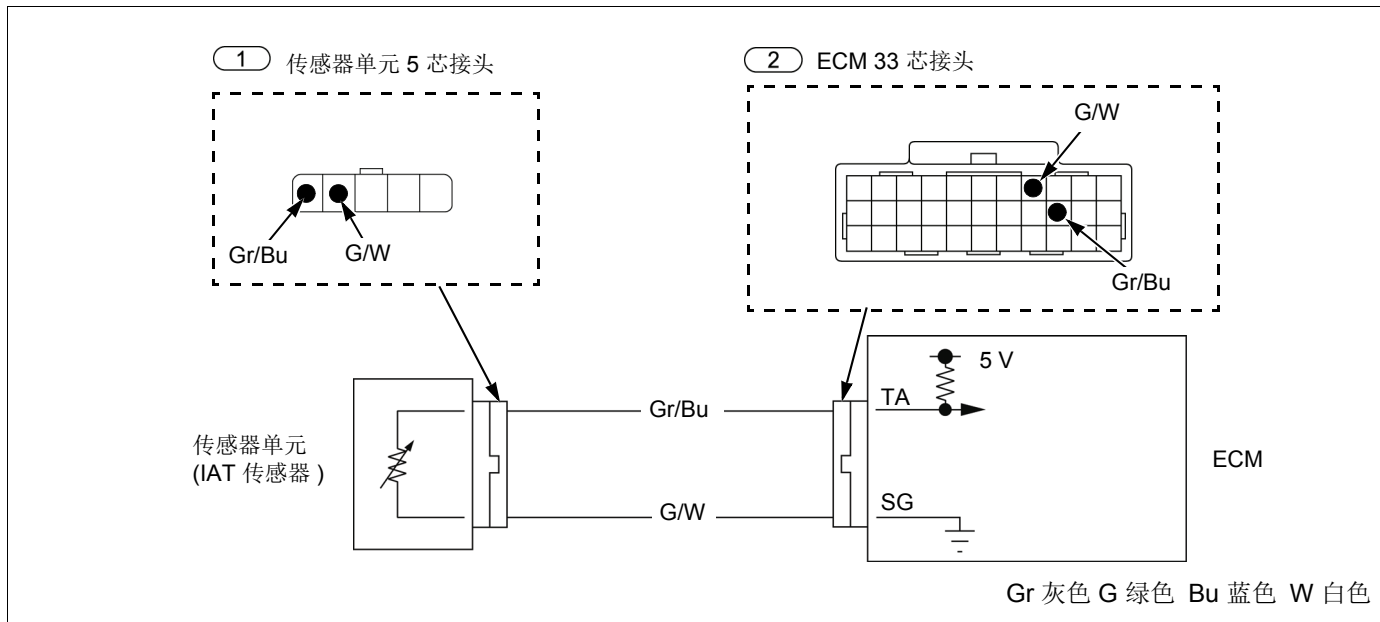 1 传感器单元 5 芯接头
2 ECM 33 芯接头
G/W
Gr/Bu
G/W
Gr/Bu
5 V
TA
Gr/Bu
传感器单元
(IAT 传感器 )
ECM
SG
G/W
Gr 灰色 G 绿色 Bu 蓝色 W 白色